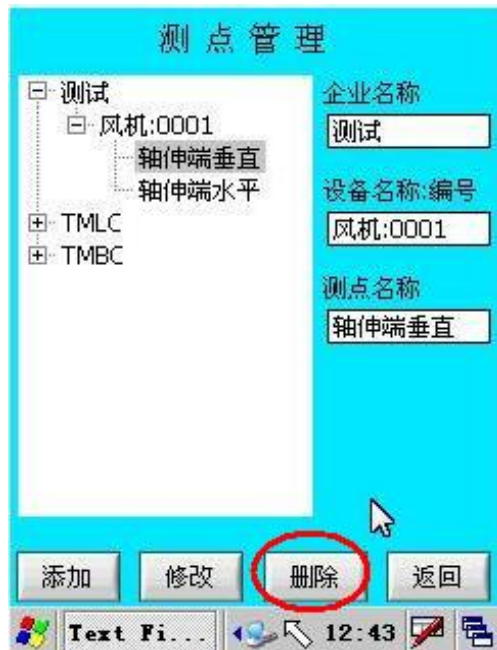 测点管理
测试
风机:0001
轴伸端垂直
轴伸端水平
TMLC
TMBC
企业名称
测试
设备名称:编号
风机:0001
测点名称
轴伸端垂直
添加
修改
删除
返回
Text Fi...
12:43